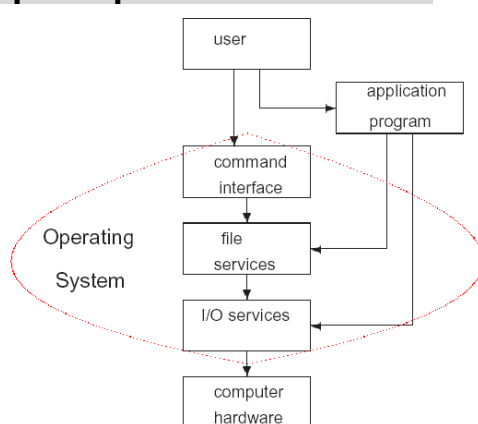 user
application
program
command
interface
Operating
System
file
services
I/O services
computer
hardware